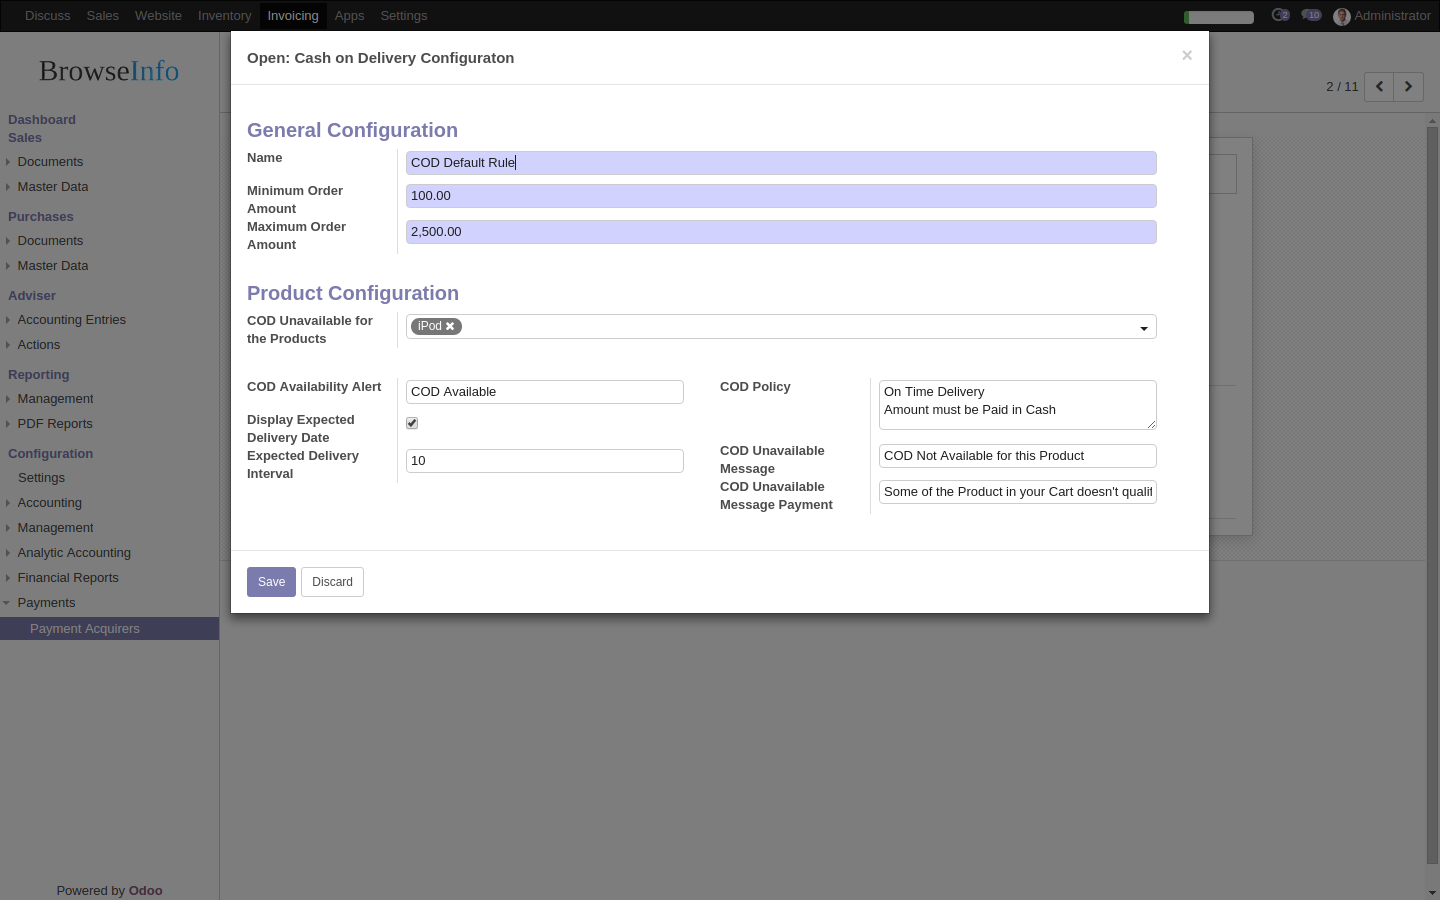 Discuss Sales Website Inventory Invoicing Apps Settings 2 10 Administrator
BrowseInfo
Dashboard
Sales
Documents
Master Data
Purchases
Documents
Master Data
Adviser
Accounting Entries
Actions
Reporting
Management
PDF Reports
Configuration
Settings
Accounting
Management
Analytic Accounting
Financial Reports
Payments
Payment Acquirers
Powered by Odoo
2 / 11
Open: Cash on Delivery Configuraton ×
General Configuration
Name COD Default Rule
Minimum Order
Amount
100.00
Maximum Order
Amount
2,500.00
Product Configuration
COD Unavailable for
the Products
iPod ✖
COD Availability Alert COD Available
Display Expected
Delivery Date
Expected Delivery
Interval
10
COD Policy
On Time Delivery
Amount must be Paid in Cash
COD Unavailable
Message
COD Not Available for this Product
COD Unavailable
Message Payment
Some of the Product in your Cart doesn't qualif
Save Discard